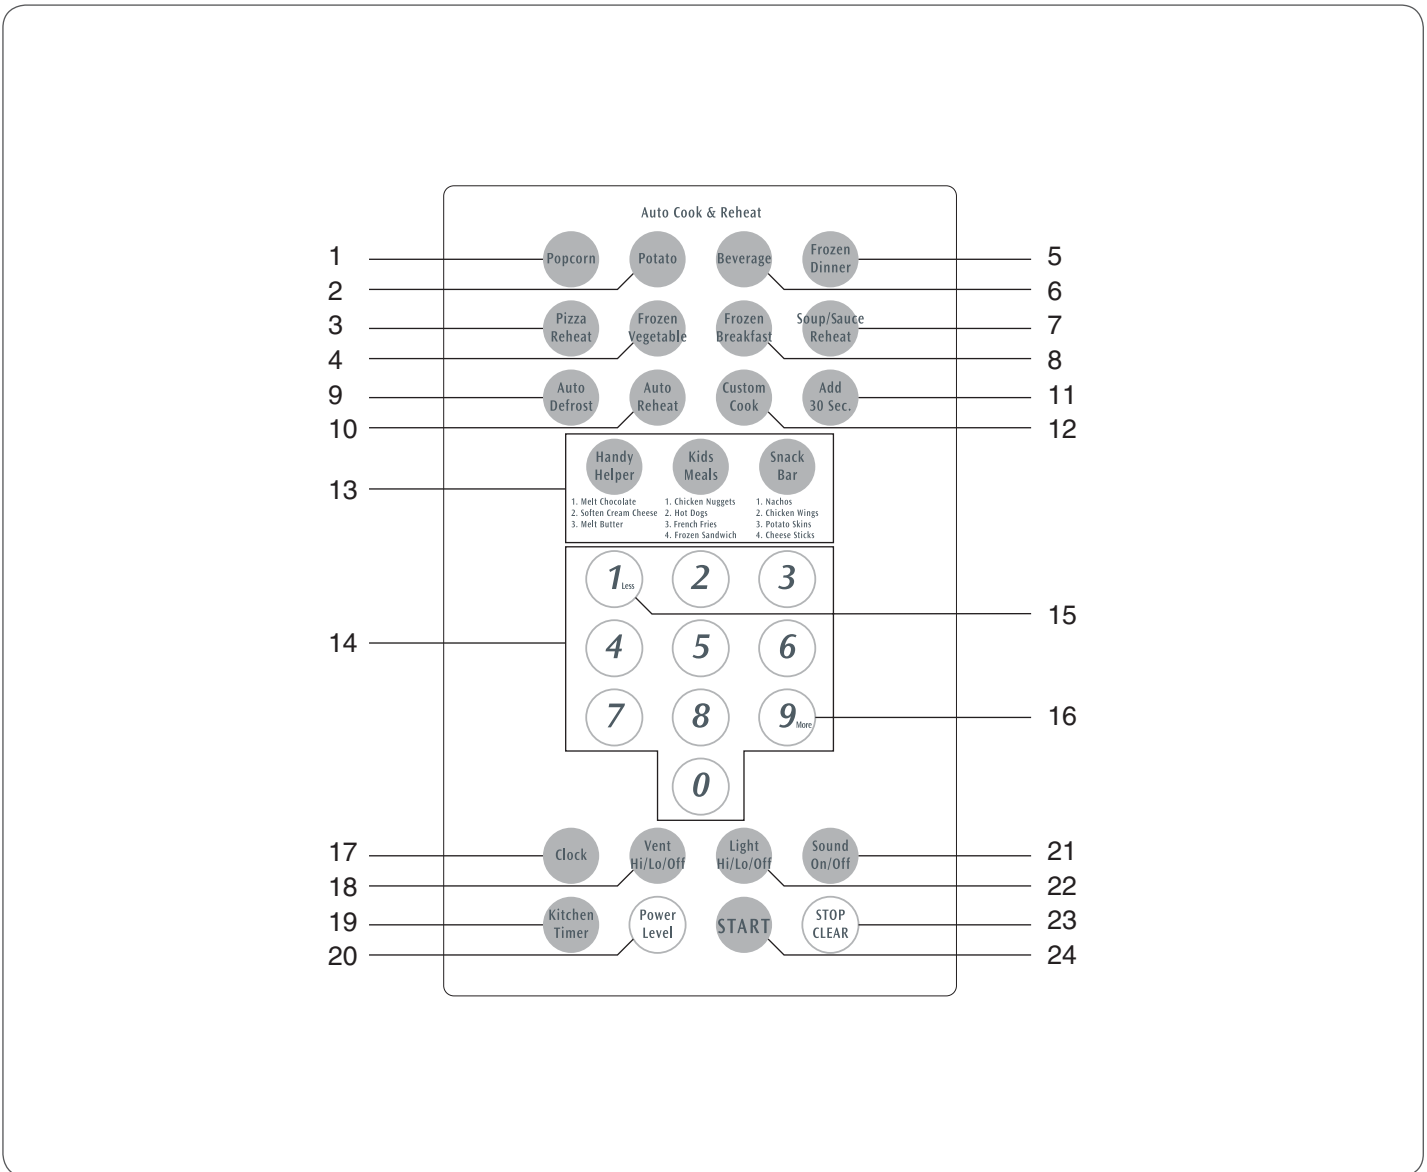 Auto Cook & Reheat
1
Popcorn
Potato
Beverage
Frozen
Dinner
5
2
6
3
Pizza
Reheat
Frozen
Vegetable
Frozen
Breakfast
Soup/Sauce
Reheat
7
4
8
9
Auto
Defrost
Auto
Reheat
Custom
Cook
Add
30 Sec.
11
10
12
13
Handy
Helper
Kids
Meals
Snack
Bar
1. Melt Chocolate
2. Soften Cream Cheese
3. Melt Butter
1. Chicken Nuggets
2. Hot Dogs
3. French Fries
4. Frozen Sandwich
1. Nachos
2. Chicken Wings
3. Potato Skins
4. Cheese Sticks
1 Less
2
3
15
14
4
5
6
7
8
9 More
16
0
17
Clock
Vent
Hi/Lo/Off
Light
Hi/Lo/Off
Sound
On/Off
21
18
22
19
Kitchen
Timer
Power
Level
START
STOP
CLEAR
23
20
24